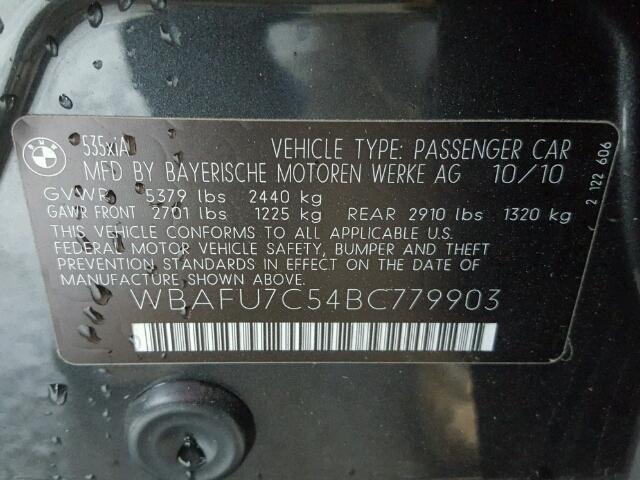 BMW
535xiA VEHICLE TYPE: PASSENGER CAR
MFD BY BAYERISCHE MOTOREN WERKE AG 10/10
GVWR 5379 lbs 2440 kg
GAWR FRONT 2701 lbs 1225 kg REAR 2910 lbs 1320 kg
THIS VEHICLE CONFORMS TO ALL APPLICABLE U.S.
FEDERAL MOTOR VEHICLE SAFETY, BUMPER AND THEFT
PREVENTION STANDARDS IN EFFECT ON THE DATE OF
MANUFACTURE SHOWN ABOVE.
WBAFU7C54BC779903
2 122 606